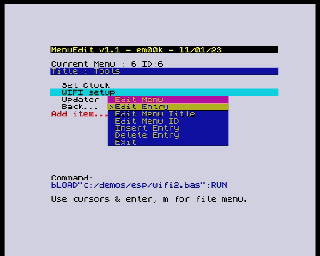 MenuEdit v1.1 - em00k - 11/01/23
Current Menu : 6 ID:6
Title : Tools
Set Clock
WIFI setup
Updater
Back...
Add item...
Edit Menu
Edit Entry
Edit Menu Title
Edit Menu ID
Insert Entry
Delete Entry
Exit
Command:
bLOAD"c:/demos/esp/wifi2.bas":RUN
Use cursors & enter, m for file menu.